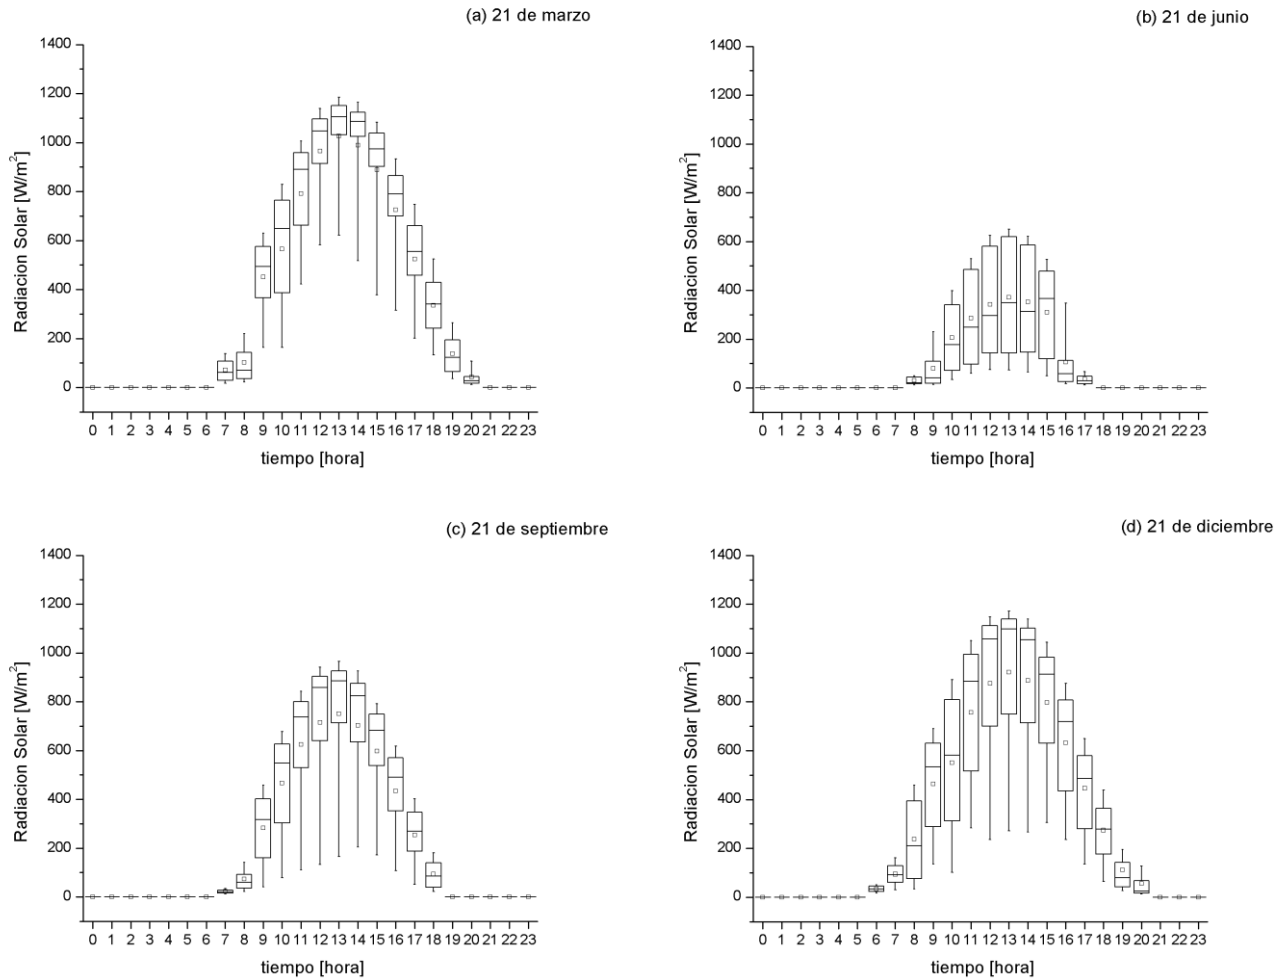 (a) 21 de marzo
1400
1200
1000
800
600
400
200
0
Radiacion Solar [W/m²]
0 1 2 3 4 5 6 7 8 9 10 11 12 13 14 15 16 17 18 19 20 21 22 23
tiempo [hora]
(b) 21 de junio
1400
1200
1000
800
600
400
200
0
Radiacion Solar [W/m²]
0 1 2 3 4 5 6 7 8 9 10 11 12 13 14 15 16 17 18 19 20 21 22 23
tiempo [hora]
(c) 21 de septiembre
1400
1200
1000
800
600
400
200
0
Radiacion Solar [W/m²]
0 1 2 3 4 5 6 7 8 9 10 11 12 13 14 15 16 17 18 19 20 21 22 23
tiempo [hora]
(d) 21 de diciembre
1400
1200
1000
800
600
400
200
0
Radiacion Solar [W/m²]
0 1 2 3 4 5 6 7 8 9 10 11 12 13 14 15 16 17 18 19 20 21 22 23
tiempo [hora]